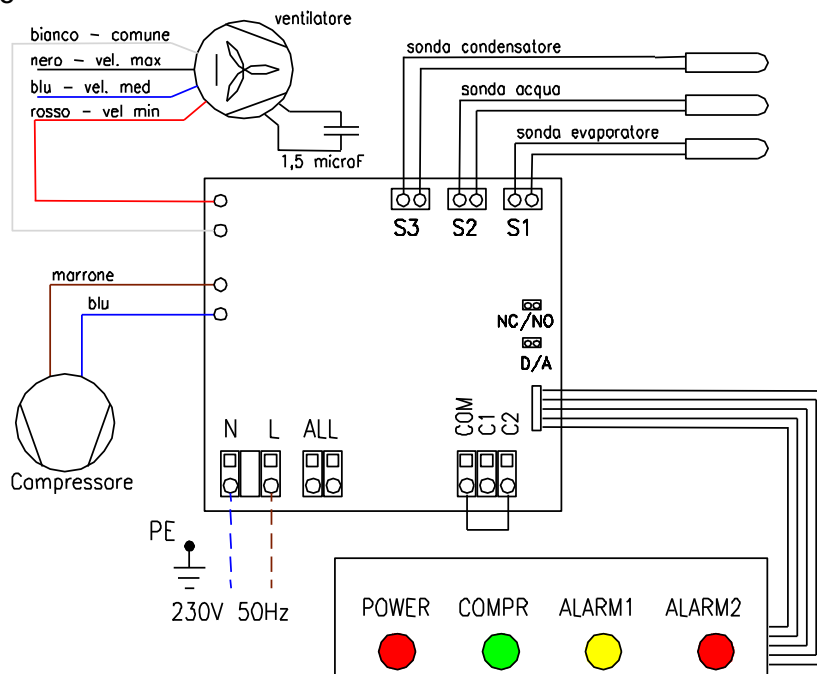 ventilatore
bianco – comune
nero – vel. max
blu – vel. med
rosso – vel min
1,5 microF
sonda condensatore
sonda acqua
sonda evaporatore
S3 S2 S1
marrone
blu
NC/NO
D/A
Compressore
N L ALL
COM C1 C2
PE
230V 50Hz
POWER COMPR ALARM1 ALARM2